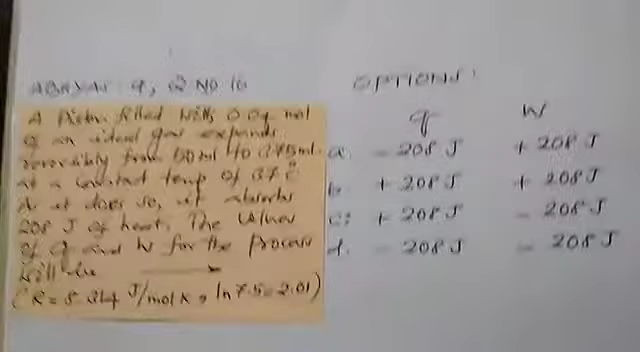 ABHYAS 9, Q NO 16
OPTIONS:
A Piston filled with 0.04 mol
of an ideal gas expands
reversibly from 50 ml to 375 ml
at a constant temp of 37°C
As it does so, it absorbs
208 J of heat. The values
of q and w for the process
will be
(R = 8.314 J/mol K, ln 7.5 = 2.01)
q W
a. - 208 J + 208 J
b. + 208 J + 208 J
c. + 208 J - 208 J
d. - 208 J - 208 J